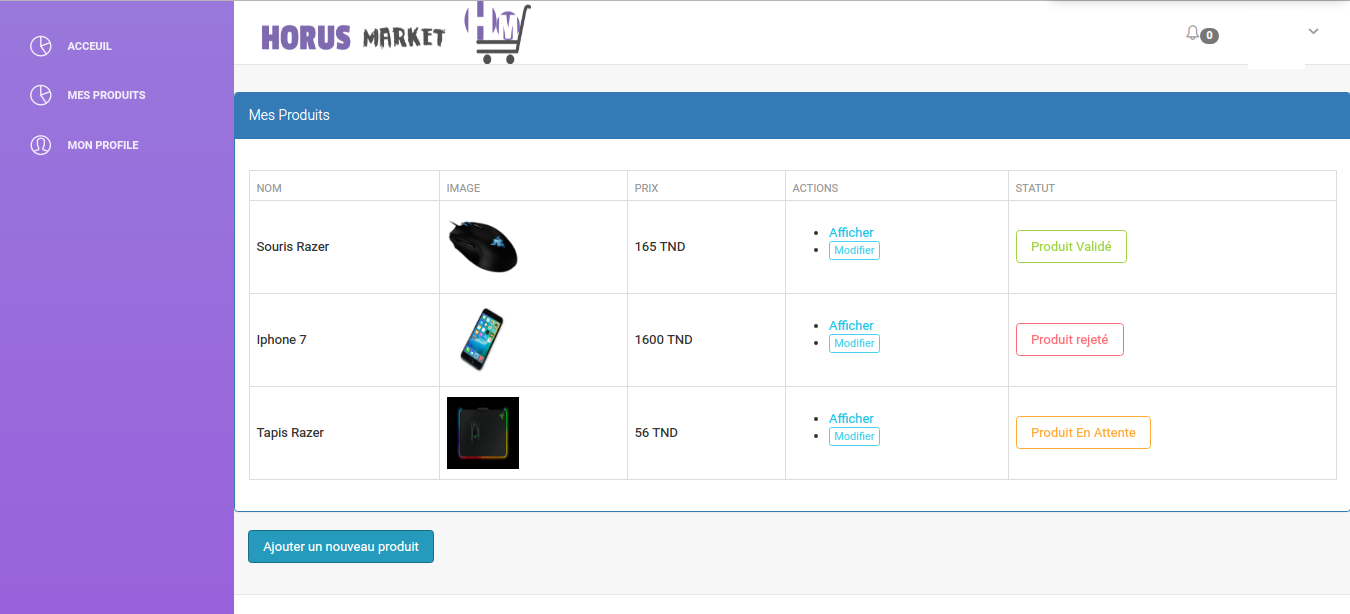 HORUS MARKET HM
0
ACCEUIL
MES PRODUITS
MON PROFILE
Mes Produits
NOM IMAGE PRIX ACTIONS STATUT
Souris Razer 165 TND Afficher Modifier Produit Validé
Iphone 7 1600 TND Afficher Modifier Produit rejeté
Tapis Razer 56 TND Afficher Modifier Produit En Attente
Ajouter un nouveau produit